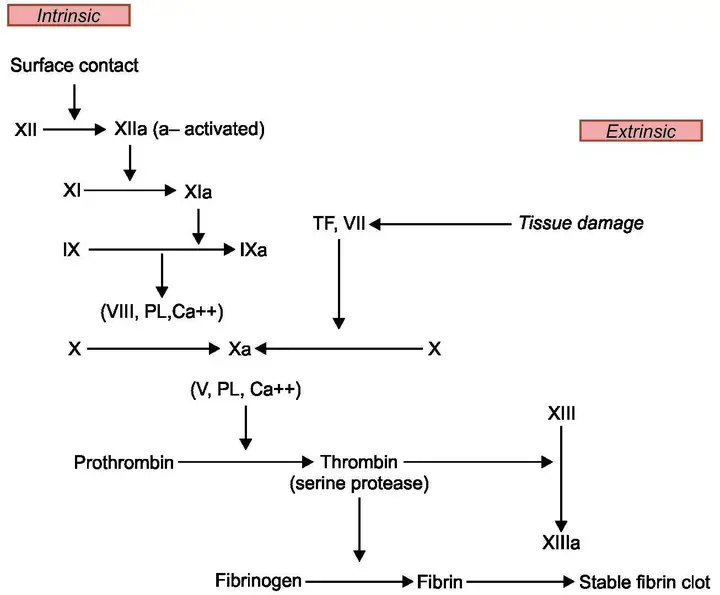 Intrinsic
Surface contact
XII XIIa (a– activated)
Extrinsic
XI XIa
TF, VII Tissue damage
IX IXa
(VIII, PL,Ca++)
X Xa X
(V, PL, Ca++)
XIII
Prothrombin Thrombin
(serine protease)
XIIIa
Fibrinogen Fibrin Stable fibrin clot